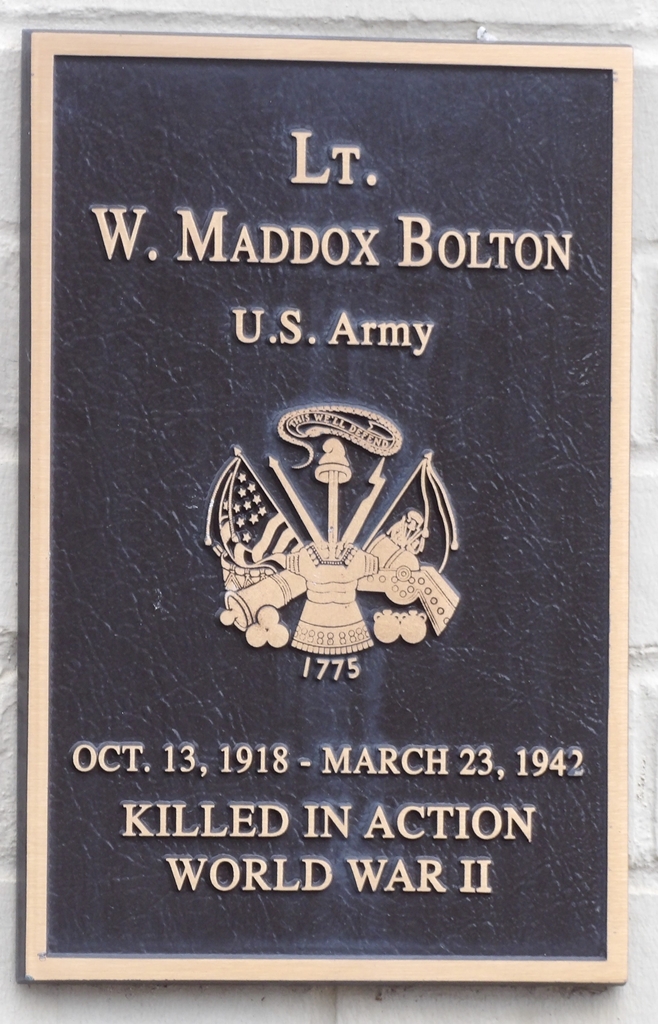 LT.
W. MADDOX BOLTON
U.S. Army
THIS WE'LL DEFEND
1775
OCT. 13, 1918 - MARCH 23, 1942
KILLED IN ACTION
WORLD WAR II